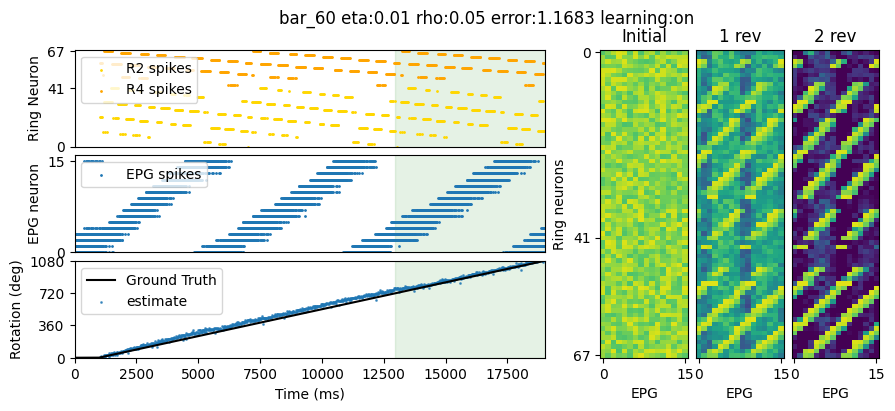 bar_60 eta:0.01 rho:0.05 error:1.1683 learning:on
Ring Neuron
67
41
0
R2 spikes
R4 spikes
EPG neuron
15
0
EPG spikes
Rotation (deg)
1080
720
360
0
Ground Truth
estimate
0 2500 5000 7500 10000 12500 15000 17500
Time (ms)
Initial 1 rev 2 rev
Ring neurons
0
41
67
0 15 0 15 0 15
EPG EPG EPG